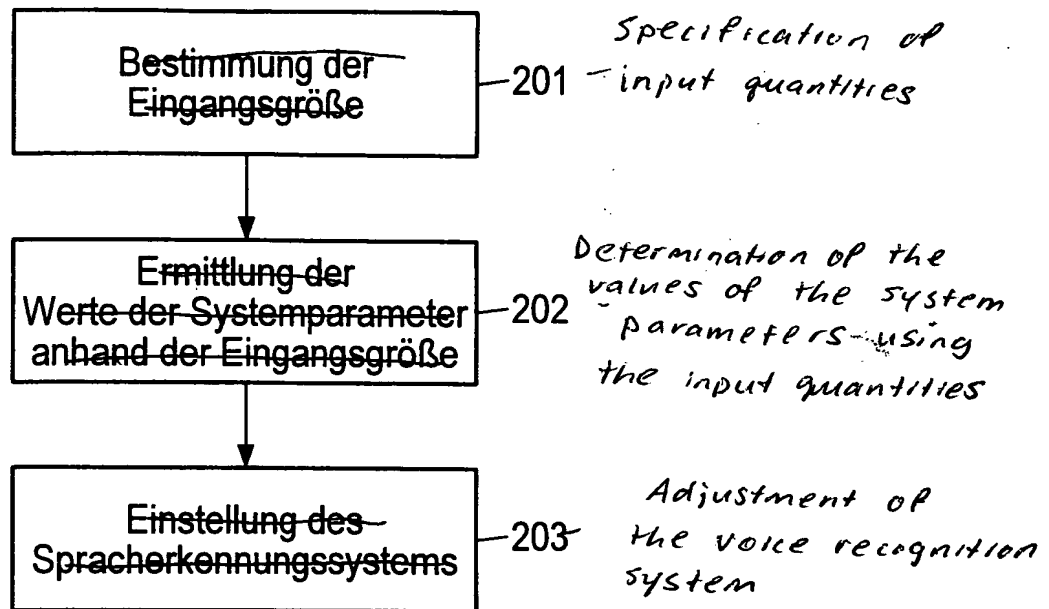 Bestimmung der
Eingangsgröße
201
Specification of
input quantities
Ermittlung der
Werte der Systemparameter
anhand der Eingangsgröße
202
Determination of the
values of the system
parameters using
the input quantities
Einstellung des
Spracherkennungssystems
203
Adjustment of
the voice recognition
system